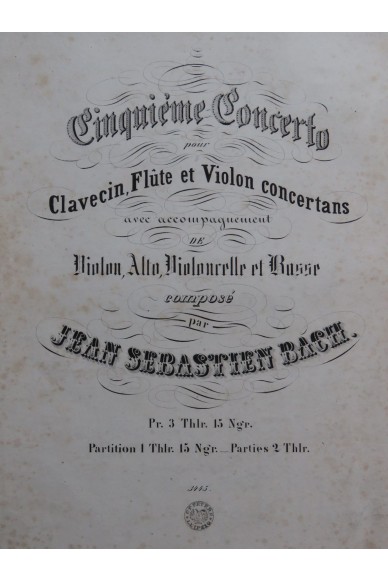 Cinquiéme Concerto
pour
Clavecin, Flûte et Violon concertans
avec accompagnement
DE
Violon, Alto, Violoncelle et Basse
composé
par
JEAN SEBASTIEN BACH.
Pr. 3 Thlr. 15 Ngr.
Partition 1 Thlr. 15 Ngr. _ Parties 2 Thlr.